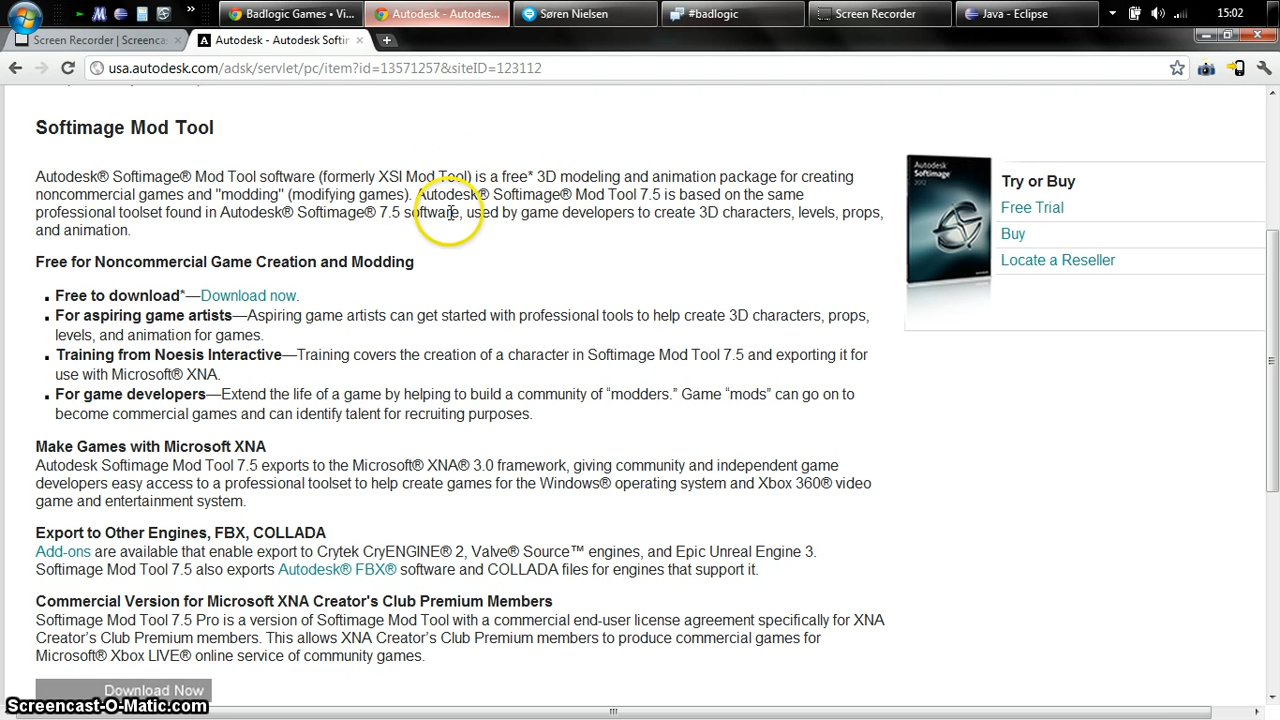 »
Badlogic Games « Vi...
Autodesk - Autodes...
Søren Nielsen
#badlogic
Screen Recorder
Java - Eclipse
15:02
Screen Recorder | Screencast
Autodesk - Autodesk Softim
usa.autodesk.com/adsk/servlet/pc/item?id=13571257&siteID=123112
Softimage Mod Tool
Autodesk® Softimage® Mod Tool software (formerly XSI Mod Tool) is a free* 3D modeling and animation package for creating
noncommercial games and "modding" (modifying games). Autodesk® Softimage® Mod Tool 7.5 is based on the same
professional toolset found in Autodesk® Softimage® 7.5 software, used by game developers to create 3D characters, levels, props,
and animation.
Free for Noncommercial Game Creation and Modding
Free to download*—Download now.
For aspiring game artists—Aspiring game artists can get started with professional tools to help create 3D characters, props,
levels, and animation for games.
Training from Noesis Interactive—Training covers the creation of a character in Softimage Mod Tool 7.5 and exporting it for
use with Microsoft® XNA.
For game developers—Extend the life of a game by helping to build a community of “modders.” Game “mods” can go on to
become commercial games and can identify talent for recruiting purposes.
Make Games with Microsoft XNA
Autodesk Softimage Mod Tool 7.5 exports to the Microsoft® XNA® 3.0 framework, giving community and independent game
developers easy access to a professional toolset to help create games for the Windows® operating system and Xbox 360® video
game and entertainment system.
Export to Other Engines, FBX, COLLADA
Add-ons are available that enable export to Crytek CryENGINE® 2, Valve® Source™ engines, and Epic Unreal Engine 3.
Softimage Mod Tool 7.5 also exports Autodesk® FBX® software and COLLADA files for engines that support it.
Commercial Version for Microsoft XNA Creator's Club Premium Members
Softimage Mod Tool 7.5 Pro is a version of Softimage Mod Tool with a commercial end-user license agreement specifically for XNA
Creator’s Club Premium members. This allows XNA Creator’s Club Premium members to produce commercial games for
Microsoft® Xbox LIVE® online service of community games.
Download Now
Autodesk
Softimage
2012
Try or Buy
Free Trial
Buy
Locate a Reseller
Screencast-O-Matic.com